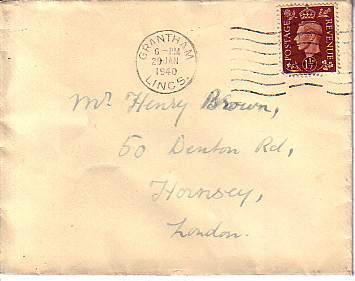 GRANTHAM
6-PM
29 JAN
1940
LINCS.
POSTAGE
REVENUE
1½D
Mr. Henry Brown,
50 Denton Rd,
Hornsey,
London.